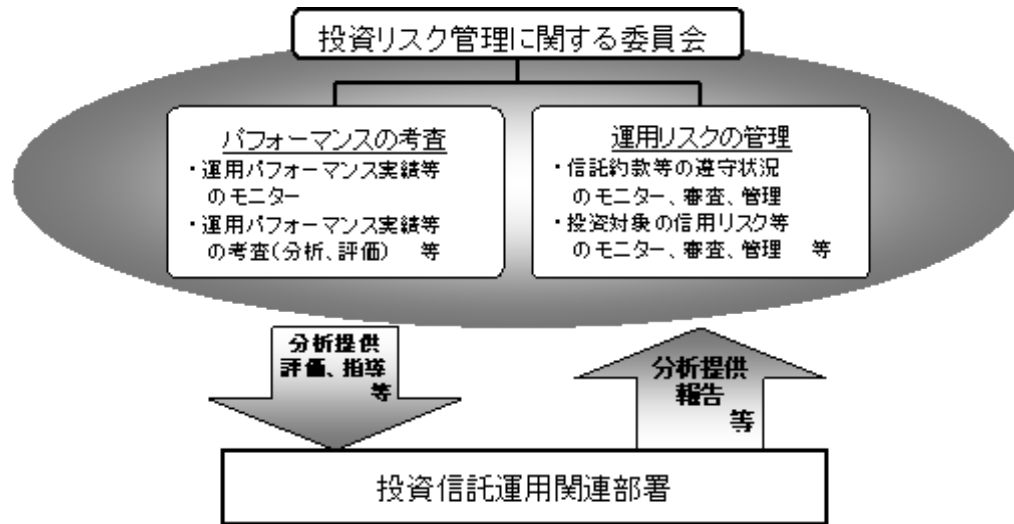 投資リスク管理に関する委員会
パフォーマンスの考査
・運用パフォーマンス実績等
のモニター
・運用パフォーマンス実績等
の考査(分析、評価) 等
運用リスクの管理
・信託約款等の遵守状況
のモニター、審査、管理
・投資対象の信用リスク等
のモニター、審査、管理 等
分析提供
評価、指導
等
分析提供
報告
等
投資信託運用関連部署